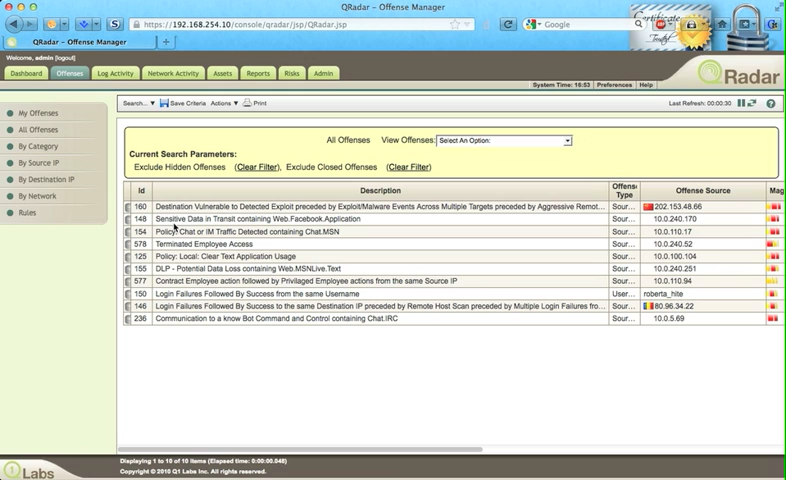 QRadar - Offense Manager
https://192.168.254.10/console/qradar/jsp/QRadar.jsp
Google
QRadar - Offense Manager
Welcome, admin [logout]
Dashboard Offenses Log Activity Network Activity Assets Reports Risks Admin
QRadar
System Time: 16:53 Preferences Help
Search... Save Criteria Actions Print
Last Refresh: 00:00:30
My Offenses
All Offenses
By Category
By Source IP
By Destination IP
By Network
Rules
All Offenses View Offenses: Select An Option:
Current Search Parameters:
Exclude Hidden Offenses (Clear Filter), Exclude Closed Offenses (Clear Filter)
Id Description Offense Type Offense Source Mag
160 Destination Vulnerable to Detected Exploit preceded by Exploit/Malware Events Across Multiple Targets preceded by Aggressive Remot... Sour... 202.153.48.66
148 Sensitive Data in Transit containing Web.Facebook.Application Sour... 10.0.240.170
154 Policy: Chat or IM Traffic Detected containing Chat.MSN Sour... 10.0.110.17
578 Terminated Employee Access Sour... 10.0.240.52
125 Policy: Local: Clear Text Application Usage Sour... 10.0.100.104
155 DLP - Potential Data Loss containing Web.MSNLive.Text Sour... 10.0.240.251
577 Contract Employee action followed by Privilaged Employee actions from the same Source IP Sour... 10.0.110.94
150 Login Failures Followed By Success from the same Username User... roberta_hite
146 Login Failures Followed By Success to the same Destination IP preceded by Remote Host Scan preceded by Multiple Login Failures fro... Sour... 80.96.34.22
236 Communication to a know Bot Command and Control containing Chat.IRC Sour... 10.0.5.69
Displaying 1 to 10 of 10 items (Elapsed time: 0:00:00.048)
Copyright © 2010 Q1 Labs Inc. All rights reserved.
1 Labs